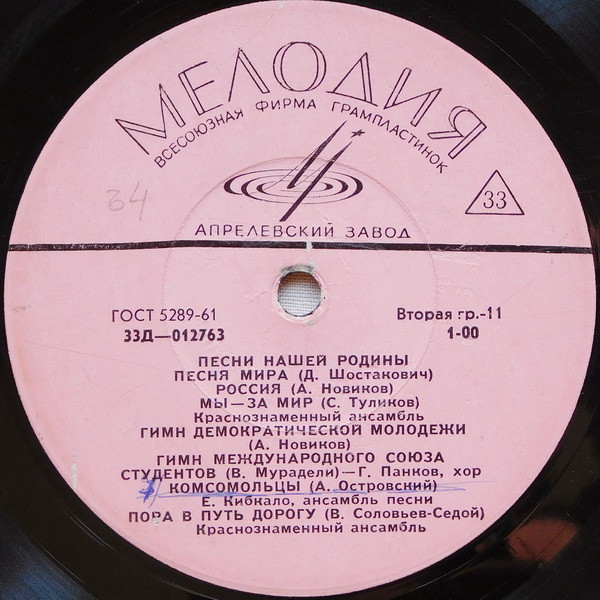 МЕЛОДИЯ
ВСЕСОЮЗНАЯ ФИРМА ГРАМПЛАСТИНОК
34
33
АПРЕЛЕВСКИЙ ЗАВОД
ГОСТ 5289-61
Вторая гр.-11
33Д—012763
1-00
ПЕСНИ НАШЕЙ РОДИНЫ
ПЕСНЯ МИРА (Д. Шостакович)
РОССИЯ (А. Новиков)
МЫ—ЗА МИР (С. Туликов)
Краснознаменный ансамбль
ГИМН ДЕМОКРАТИЧЕСКОЙ МОЛОДЕЖИ
(А. Новиков)
ГИМН МЕЖДУНАРОДНОГО СОЮЗА
СТУДЕНТОВ (В. Мурадели)—Г. Панков, хор
КОМСОМОЛЬЦЫ (А. Островский)
Е. Кибкало, ансамбль песни
ПОРА В ПУТЬ ДОРОГУ (В. Соловьев-Седой)
Краснознаменный ансамбль